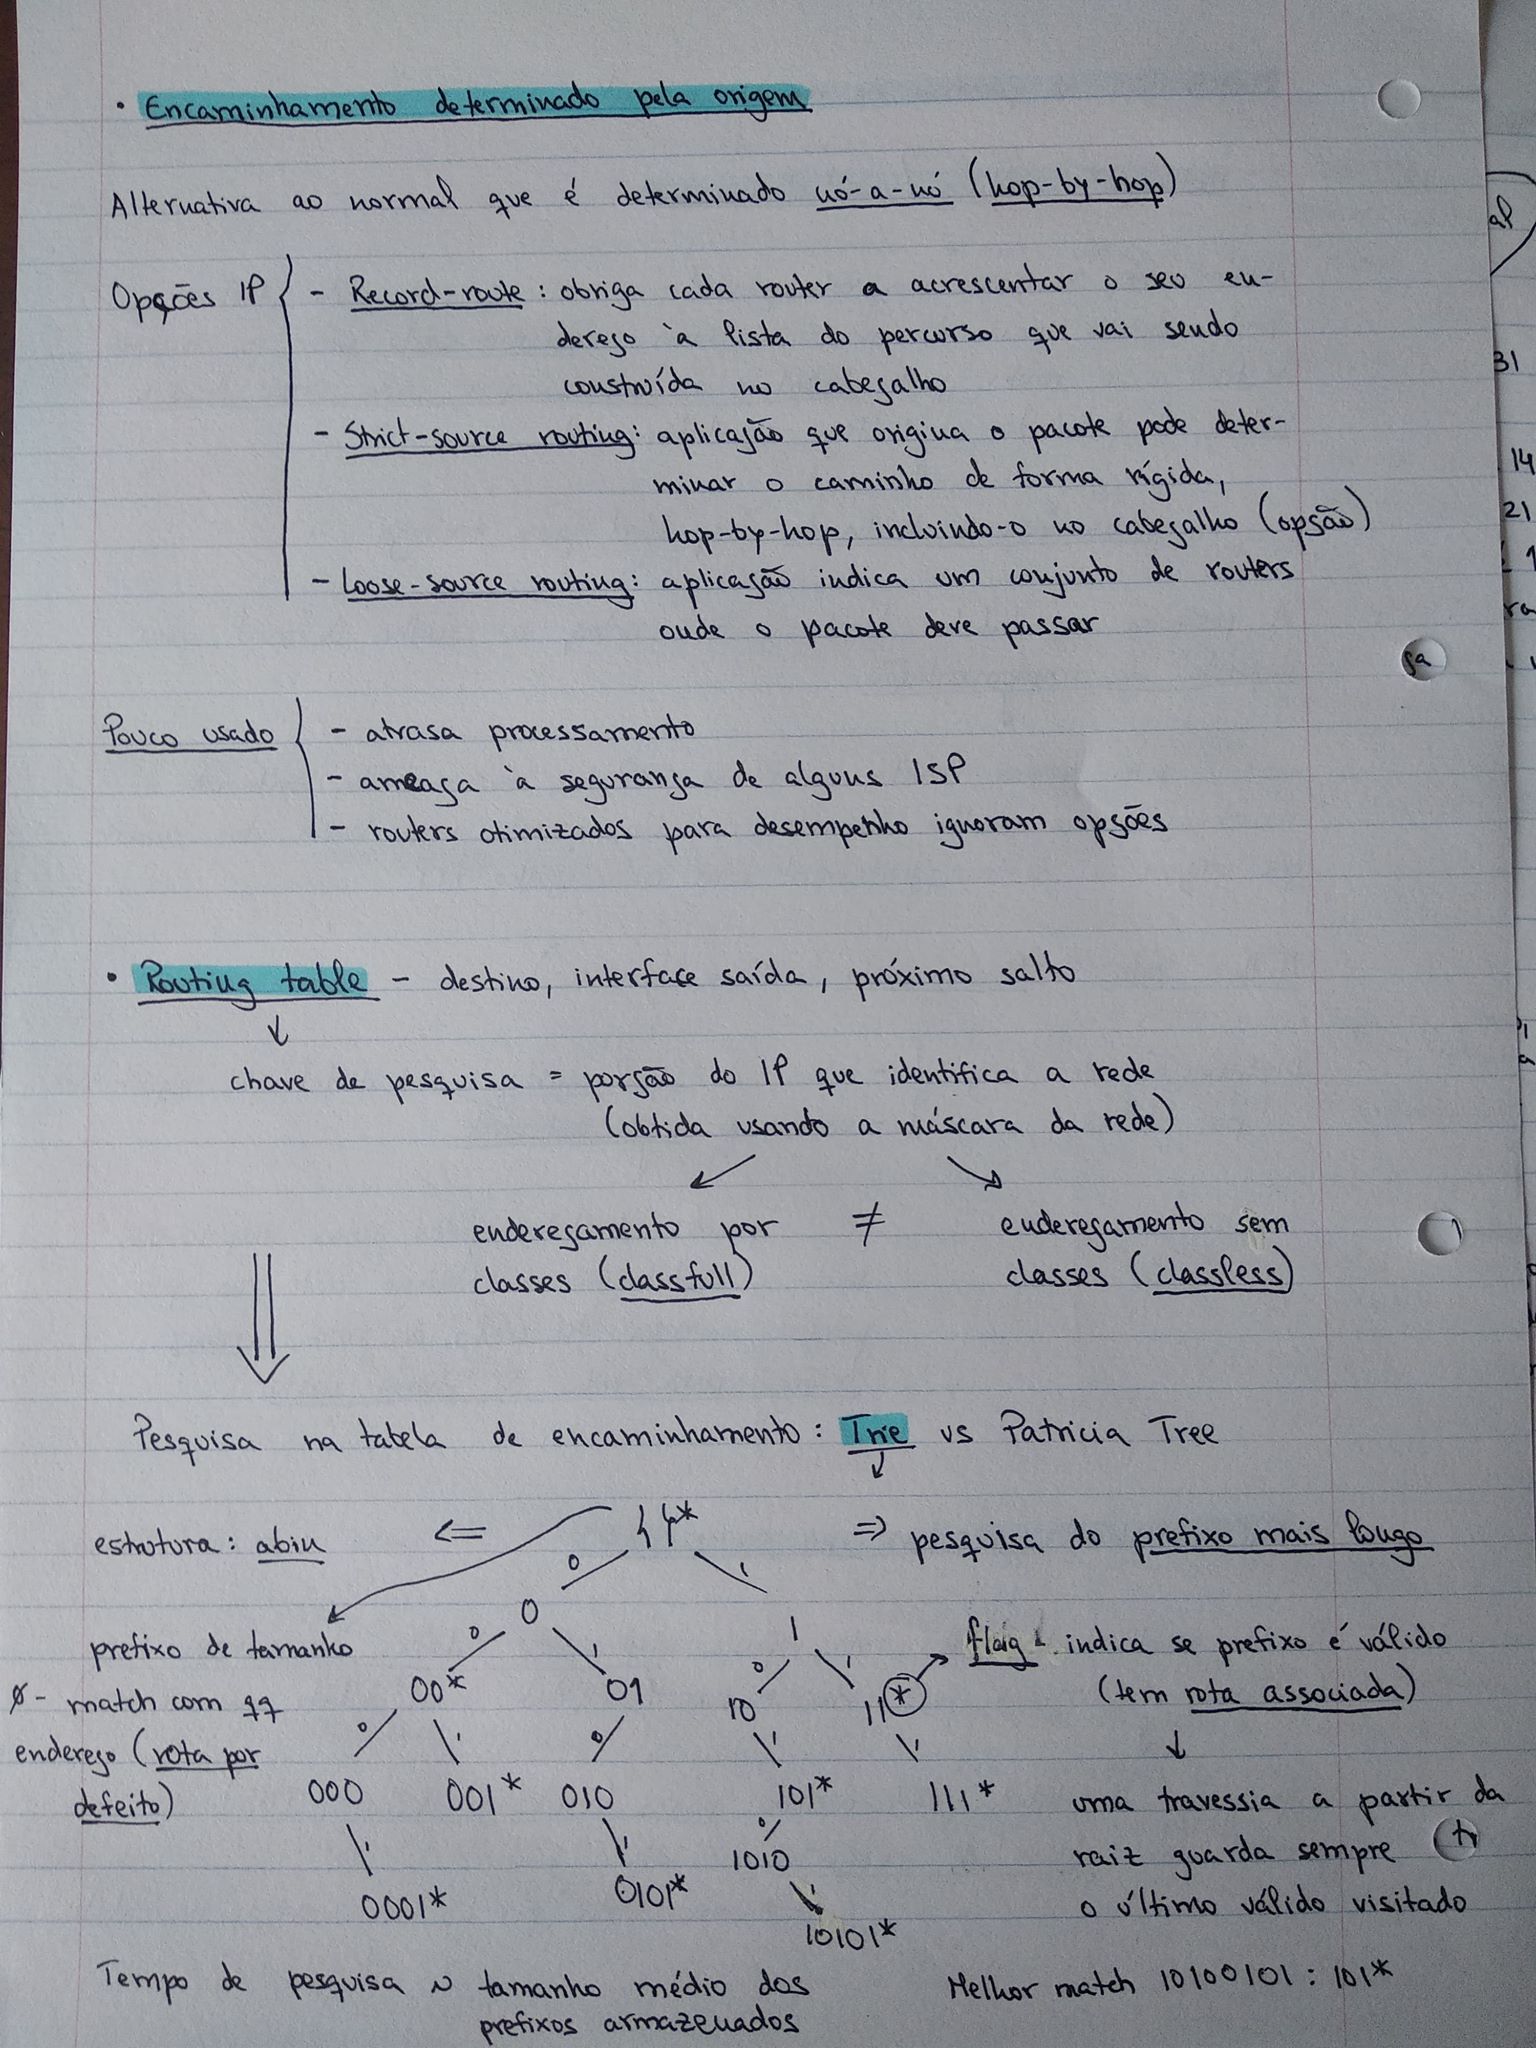 • Encaminhamento determinado pela origem
Alternativa ao normal que é determinado nó-a-nó (hop-by-hop)
Opções IP { - Record-route : obriga cada router a acrescentar o seu en-
dereço à lista do percurso que vai sendo
construída no cabeçalho
- Strict-source routing: aplicação que origina o pacote pode deter-
minar o caminho de forma rígida,
hop-by-hop, incluindo-o no cabeçalho (opção)
- Loose-source routing: aplicação indica um conjunto de routers
onde o pacote deve passar
Pouco usado { - atrasa processamento
- ameaça à segurança de alguns ISP
- routers otimizados para desempenho ignoram opções
• Routing table - destino, interface saída, próximo salto
↓
chave de pesquisa = porção do IP que identifica a rede
(obtida usando a máscara da rede)
↙ ↘
endereçamento por ≠ endereçamento sem
classes (classfull) classes (classless)
⇓
Pesquisa na tabela de encaminhamento : Trie vs Patricia Tree
↓
estrutura : abin ⇐ { }* ⇒ pesquisa do prefixo mais longo
0 1
0 1
prefixo de tamanho
0 1 0 1
flag - indica se prefixo é válido
00* 01 10 11* (tem rota associada)
ø - match com qq
0 1 0 1 1
↓
endereço (rota por
defeito)
000 001* 010 101* 111*
uma travessia a partir da
1 1 0
1010
raiz guarda sempre
1
0001* 0101* 10101*
o último válido visitado
Tempo de pesquisa ~ tamanho médio dos
prefixos armazenados
Melhor match 10100101 : 101*
31
14
21
ça